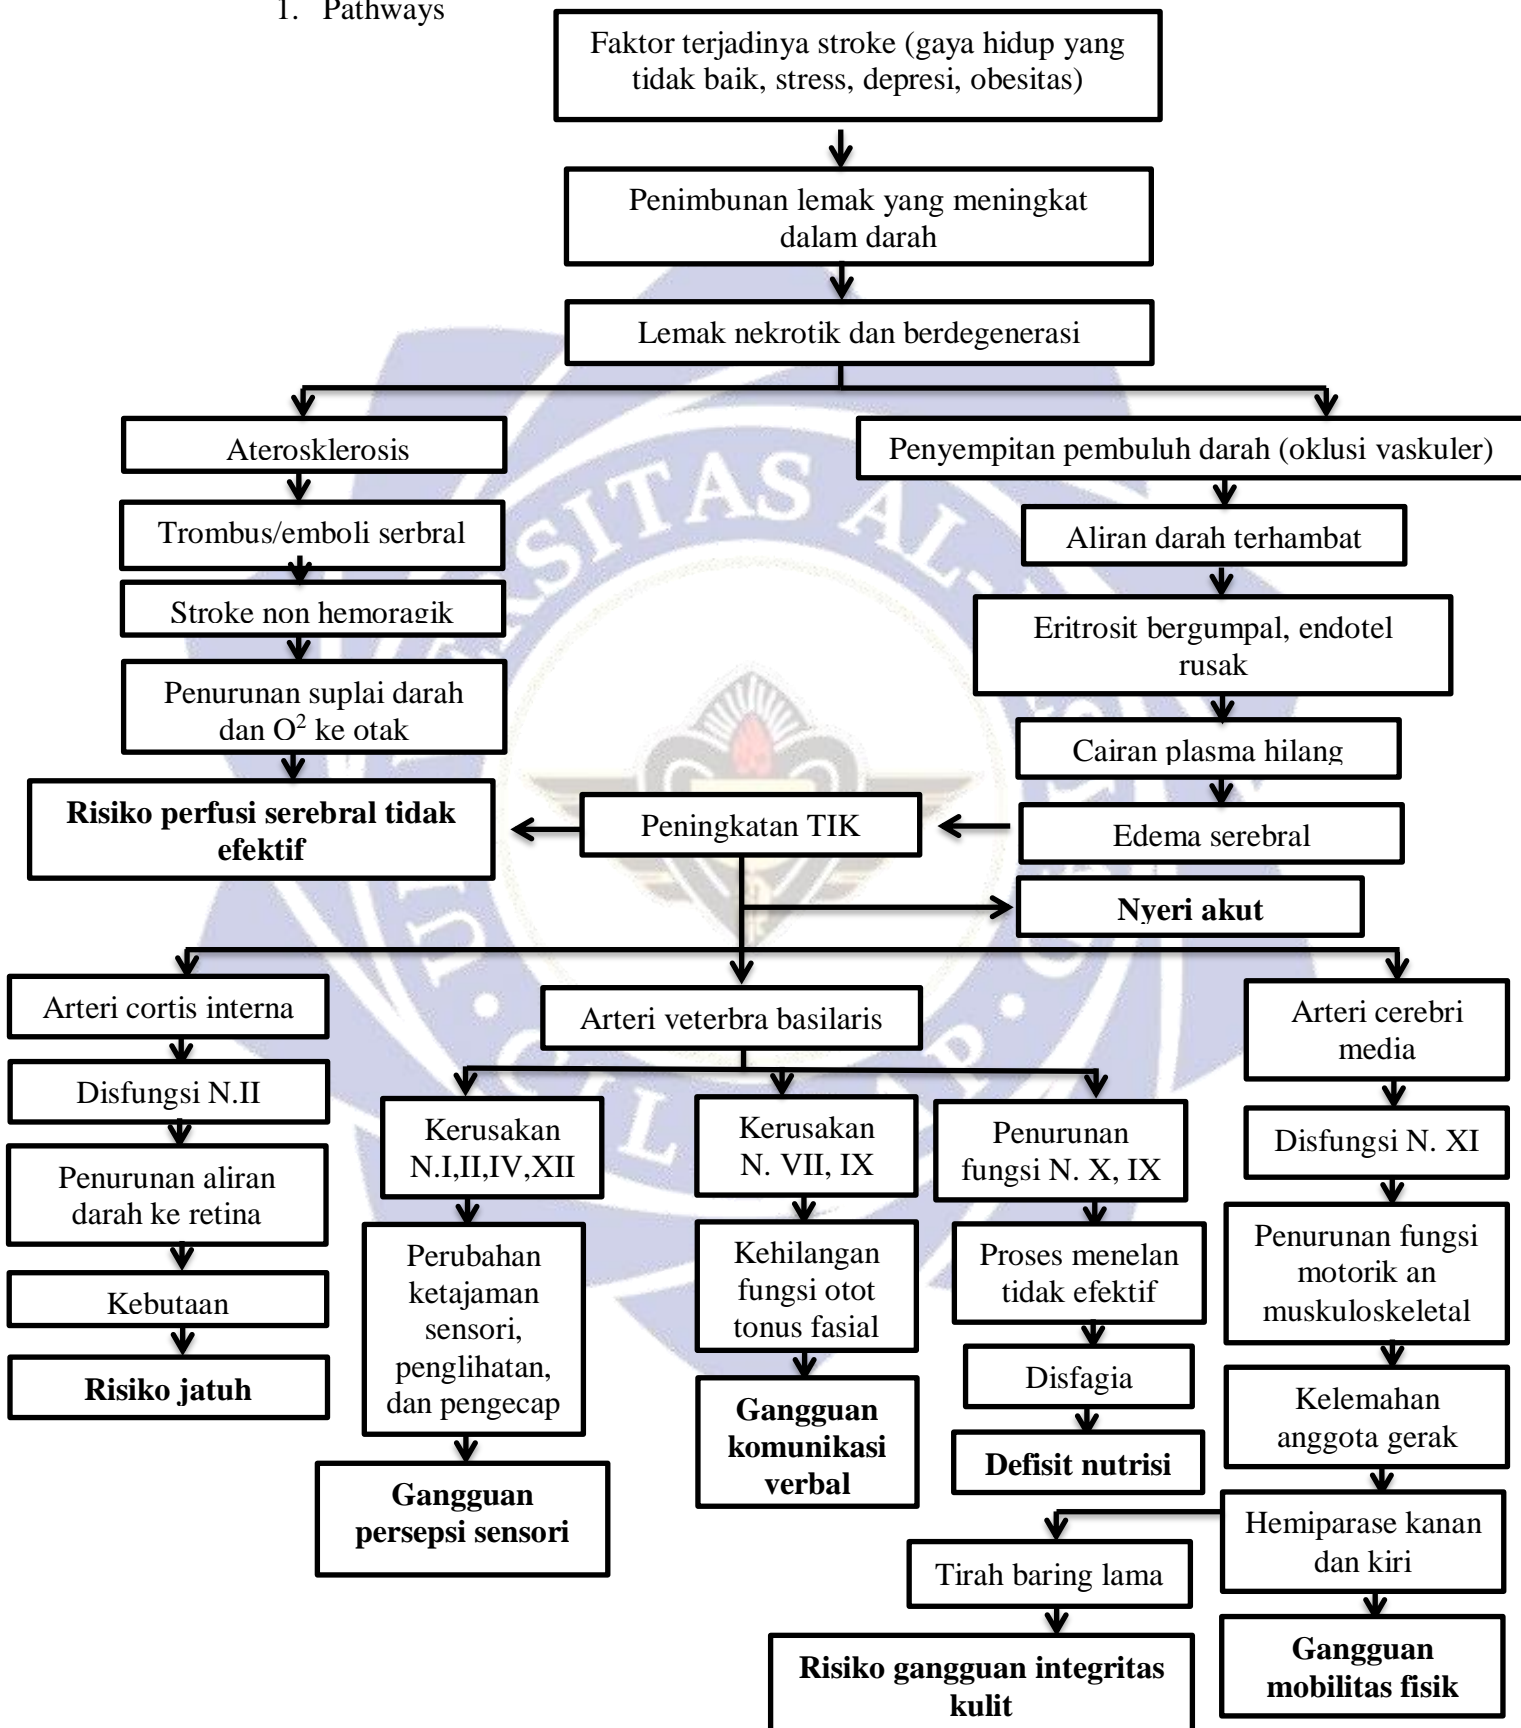 1. Pathways
Faktor terjadinya stroke (gaya hidup yang
tidak baik, stress, depresi, obesitas)
Penimbunan lemak yang meningkat
dalam darah
Lemak nekrotik dan berdegenerasi
Aterosklerosis
Penyempitan pembuluh darah (oklusi vaskuler)
Trombus/emboli serbral
Aliran darah terhambat
Stroke non hemoragik
Eritrosit bergumpal, endotel
rusak
Penurunan suplai darah
dan O² ke otak
Cairan plasma hilang
Risiko perfusi serebral tidak
efektif
Peningkatan TIK
Edema serebral
Nyeri akut
Arteri cortis interna
Arteri veterbra basilaris
Arteri cerebri
media
Disfungsi N.II
Kerusakan
N.I,II,IV,XII
Kerusakan
N. VII, IX
Penurunan
fungsi N. X, IX
Disfungsi N. XI
Penurunan aliran
darah ke retina
Perubahan
ketajaman
sensori,
penglihatan,
dan pengecap
Kehilangan
fungsi otot
tonus fasial
Proses menelan
tidak efektif
Penurunan fungsi
motorik an
muskuloskeletal
Kebutaan
Risiko jatuh
Disfagia
Kelemahan
anggota gerak
Gangguan
komunikasi
verbal
Defisit nutrisi
Gangguan
persepsi sensori
Hemiparase kanan
dan kiri
Tirah baring lama
Risiko gangguan integritas
kulit
Gangguan
mobilitas fisik